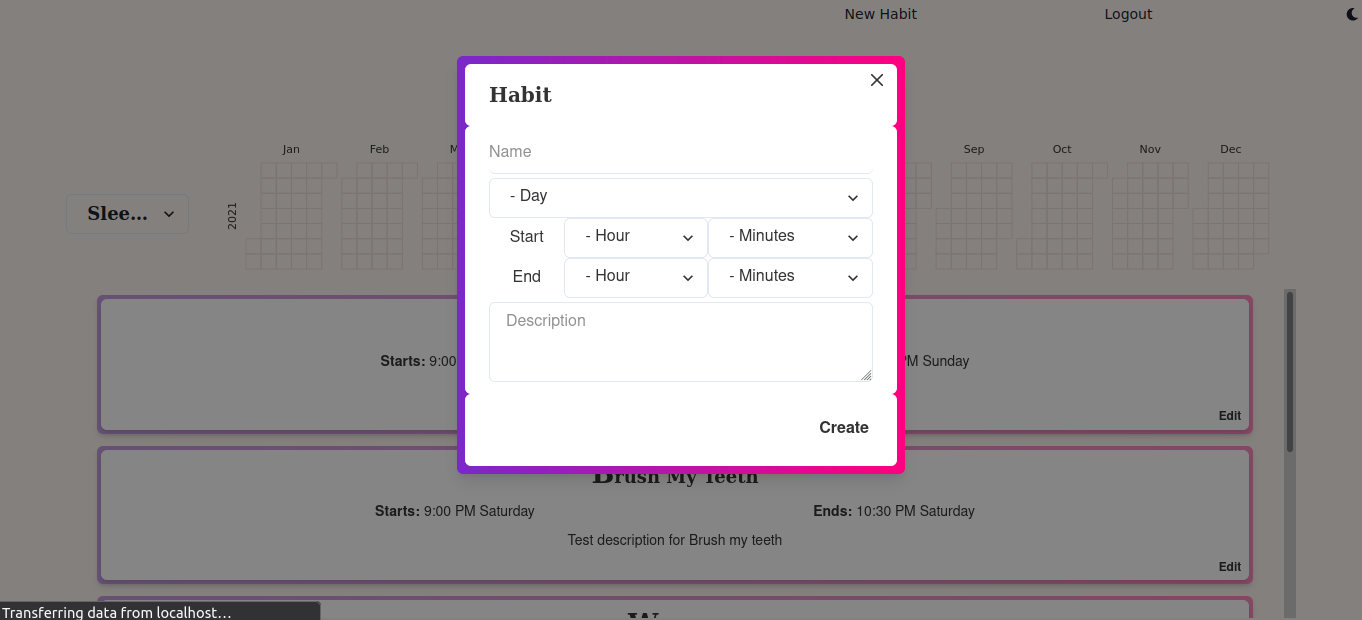 New Habit Logout
Habit
Jan Feb M Sep Oct Nov Dec
Name
- Day
Slee...
2021
Start - Hour - Minutes
End - Hour - Minutes
Description
Starts: 9:00 PM Sunday
Edit
Create
Brush My Teeth
Starts: 9:00 PM Saturday Ends: 10:30 PM Saturday
Test description for Brush my teeth
Edit
Transferring data from localhost...